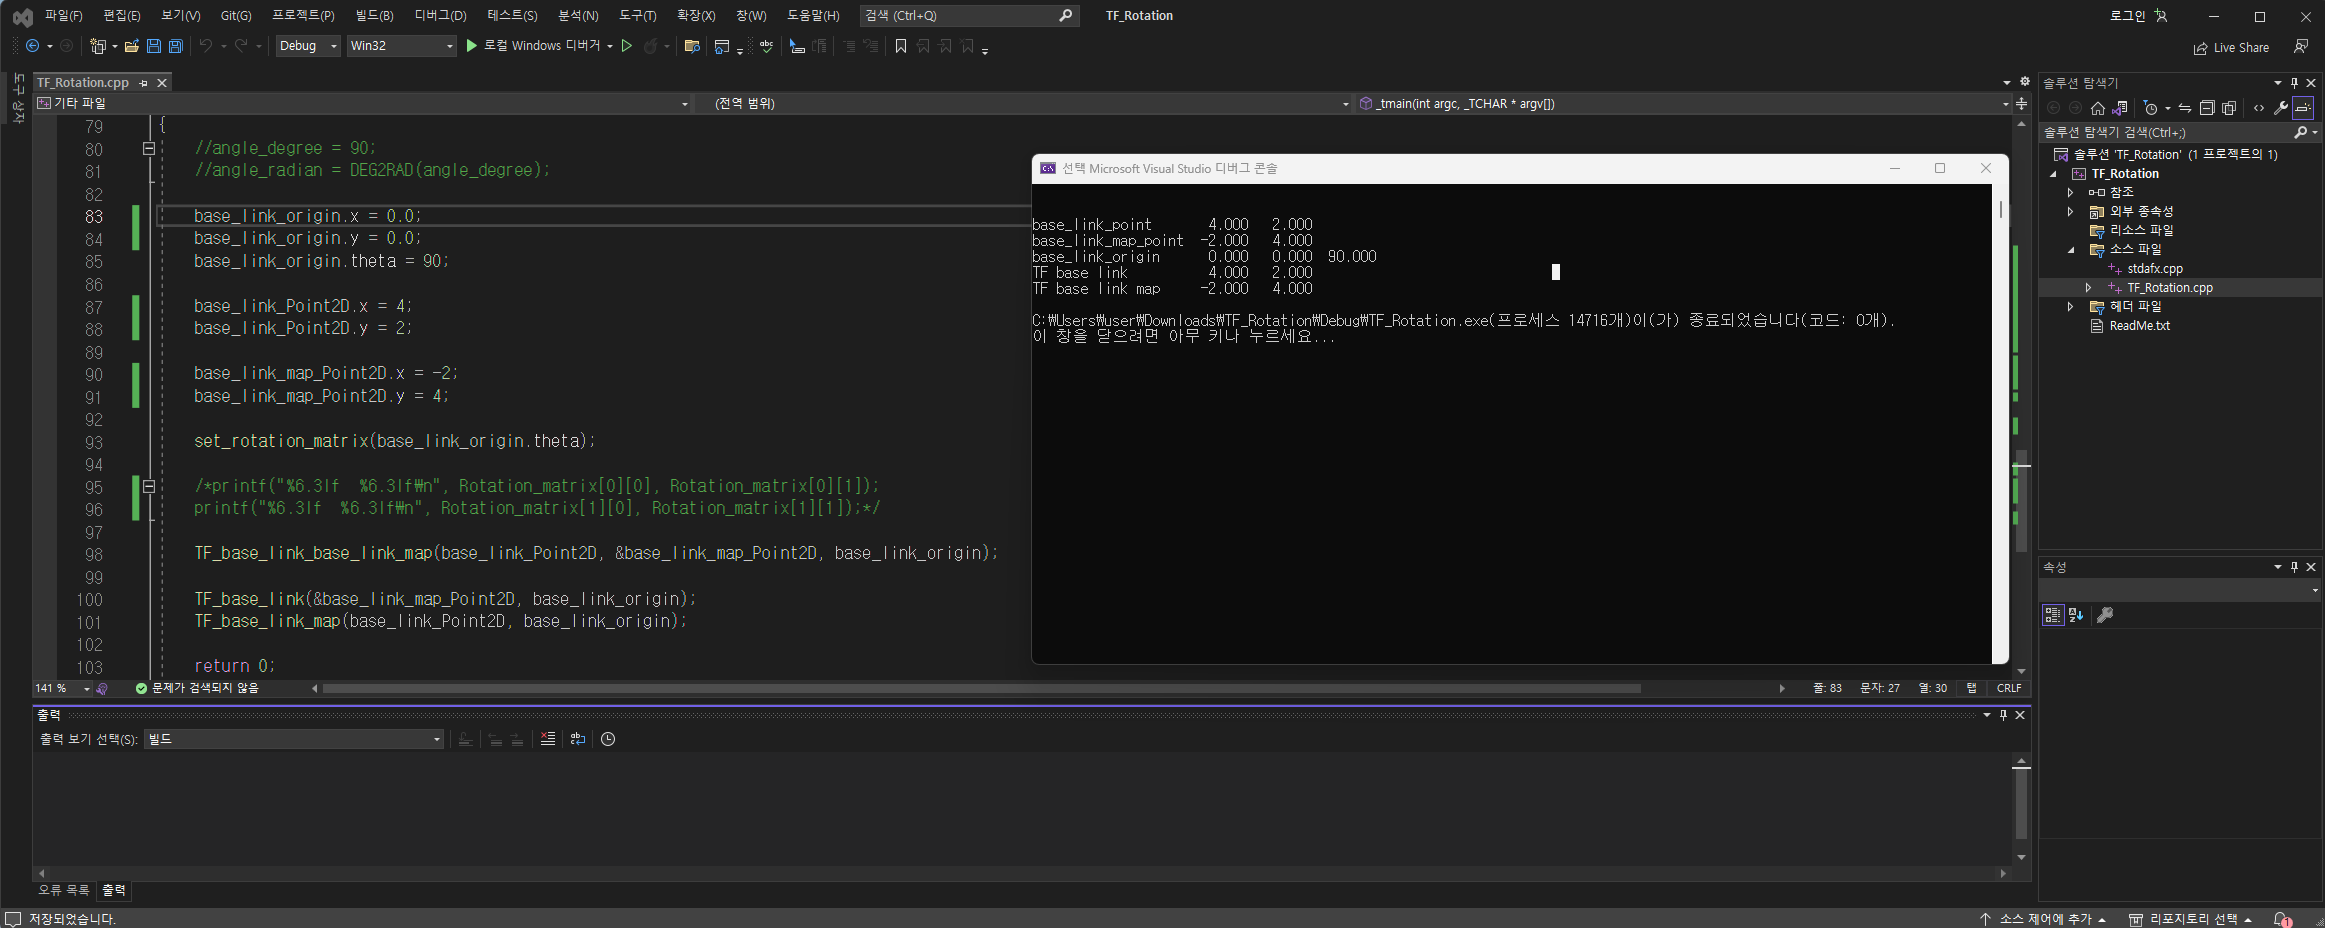 파일(F) 편집(E) 보기(V) Git(G) 프로젝트(P) 빌드(B) 디버그(D) 테스트(S) 분석(N) 도구(T) 확장(X) 창(W) 도움말(H) 검색 (Ctrl+Q) TF_Rotation 로그인
Debug Win32 로컬 Windows 디버거 Live Share
도구 상자
TF_Rotation.cpp
기타 파일 (전역 범위) _tmain(int argc, _TCHAR * argv[])
79 {
80 //angle_degree = 90;
81 //angle_radian = DEG2RAD(angle_degree);
82
83 base_link_origin.x = 0.0;
84 base_link_origin.y = 0.0;
85 base_link_origin.theta = 90;
86
87 base_link_Point2D.x = 4;
88 base_link_Point2D.y = 2;
89
90 base_link_map_Point2D.x = -2;
91 base_link_map_Point2D.y = 4;
92
93 set_rotation_matrix(base_link_origin.theta);
94
95 /*printf("%6.3lf  %6.3lf₩n", Rotation_matrix[0][0], Rotation_matrix[0][1]);
96 printf("%6.3lf  %6.3lf₩n", Rotation_matrix[1][0], Rotation_matrix[1][1]);*/
97
98 TF_base_link_base_link_map(base_link_Point2D, &base_link_map_Point2D, base_link_origin);
99
100 TF_base_link(&base_link_map_Point2D, base_link_origin);
101 TF_base_link_map(base_link_Point2D, base_link_origin);
102
103 return 0;
141 % 문제가 검색되지 않음 줄: 83 문자: 27 열: 30 탭 CRLF
선택 Microsoft Visual Studio 디버그 콘솔
base_link_point 4.000 2.000
base_link_map_point -2.000 4.000
base_link_origin 0.000 0.000 90.000
TF base link 4.000 2.000
TF base link map -2.000 4.000
C:₩Users₩user₩Downloads₩TF_Rotation₩Debug₩TF_Rotation.exe(프로세스 14716개)이(가) 종료되었습니다(코드: 0개).
이 창을 닫으려면 아무 키나 누르세요...
솔루션 탐색기
솔루션 탐색기 검색(Ctrl+;)
솔루션 'TF_Rotation' (1 프로젝트의 1)
TF_Rotation
참조
외부 종속성
리소스 파일
소스 파일
stdafx.cpp
TF_Rotation.cpp
헤더 파일
ReadMe.txt
속성
출력
출력 보기 선택(S): 빌드
오류 목록 출력
저장되었습니다. 소스 제어에 추가 리포지토리 선택 1